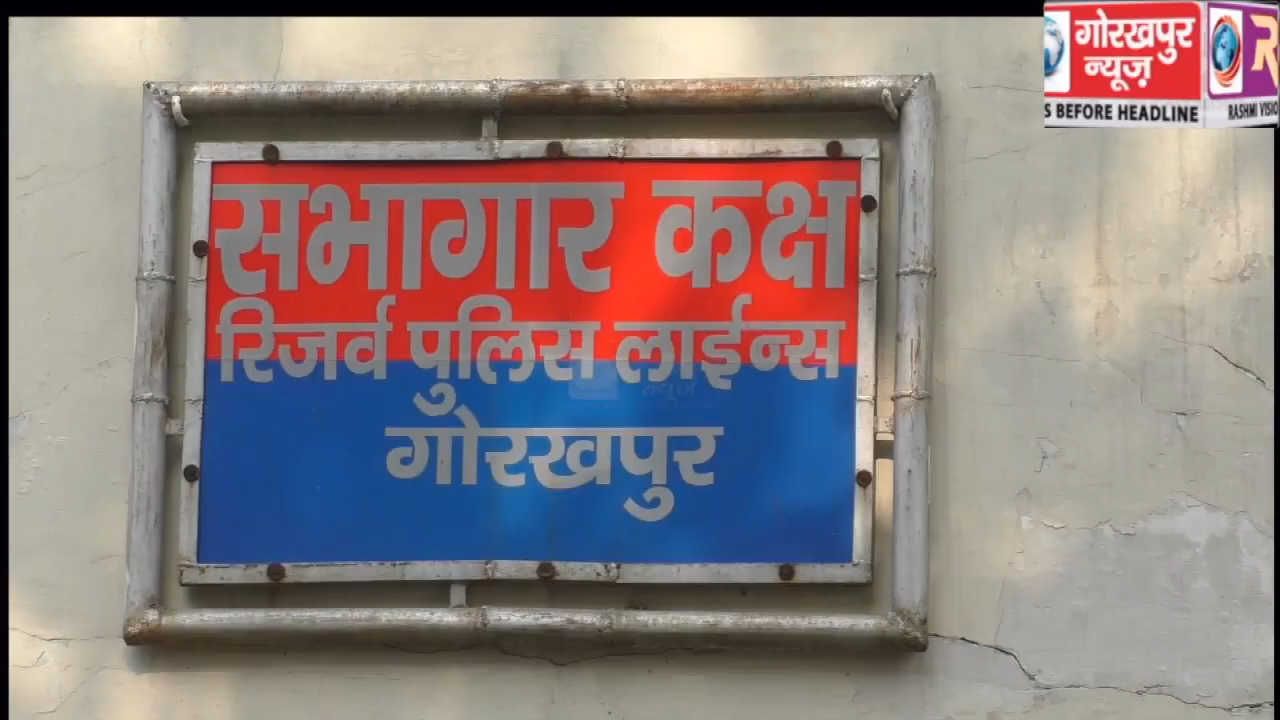 गोरखपुर
न्यूज़
S BEFORE HEADLINE
R
RASHMI VISIO
सभागार कक्ष
रिजर्व पुलिस लाईन्स
गोरखपुर